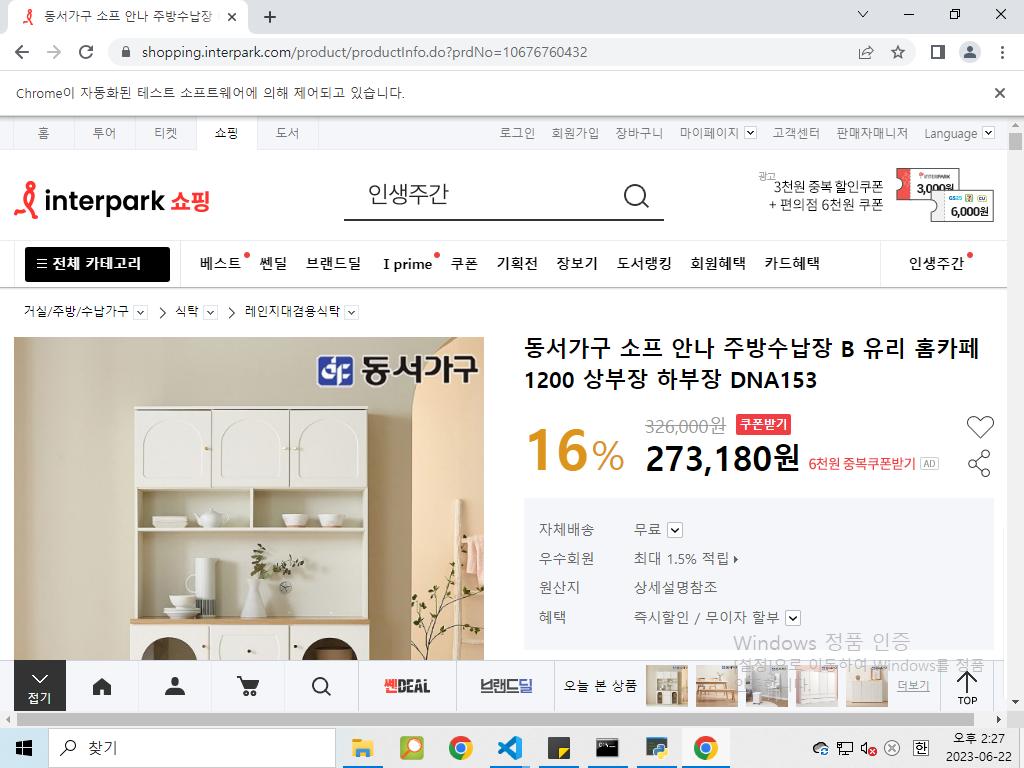 동서가구 소프 안나 주방수납장
shopping.interpark.com/product/productInfo.do?prdNo=10676760432
Chrome이 자동화된 테스트 소프트웨어에 의해 제어되고 있습니다.
홈 투어 티켓 쇼핑 도서 로그인 회원가입 장바구니 마이페이지 고객센터 판매자매니저 Language
광고
interpark 쇼핑 인생주간 3천원 중복 할인쿠폰 INTERPARK 3,000원
+ 편의점 6천원 쿠폰 GS25 CU 6,000원
전체 카테고리 베스트 쎈딜 브랜드딜 I prime 쿠폰 기획전 장보기 도서랭킹 회원혜택 카드혜택 인생주간
거실/주방/수납가구 식탁 레인지대겸용식탁
동서가구
동서가구 소프 안나 주방수납장 B 유리 홈카페
1200 상부장 하부장 DNA153
16% 326,000원 쿠폰받기
273,180원 6천원 중복쿠폰받기 AD
자체배송 무료
우수회원 최대 1.5% 적립
원산지 상세설명참조
혜택 즉시할인 / 무이자 할부
Windows 정품 인증
[설정]으로 이동하여 Windows를 정품
접기 쎈DEAL 브랜드딜 오늘 본 상품 더보기 TOP
찾기 한 오후 2:27
2023-06-22